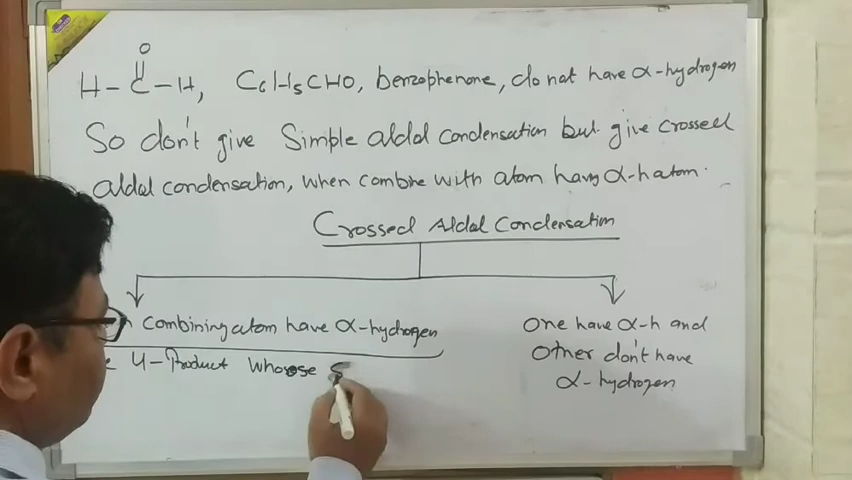 O
H-C-H, C6H5CHO, benzophenone, do not have α-hydrogen
So don't give Simple aldol condensation but give crossed
aldol condensation, when combine with atom having α-h atom.
Crossed Aldol Condensation
combining atom have α-hydrogen
4-Product whose S
One have α-h and
other don't have
α-hydrogen